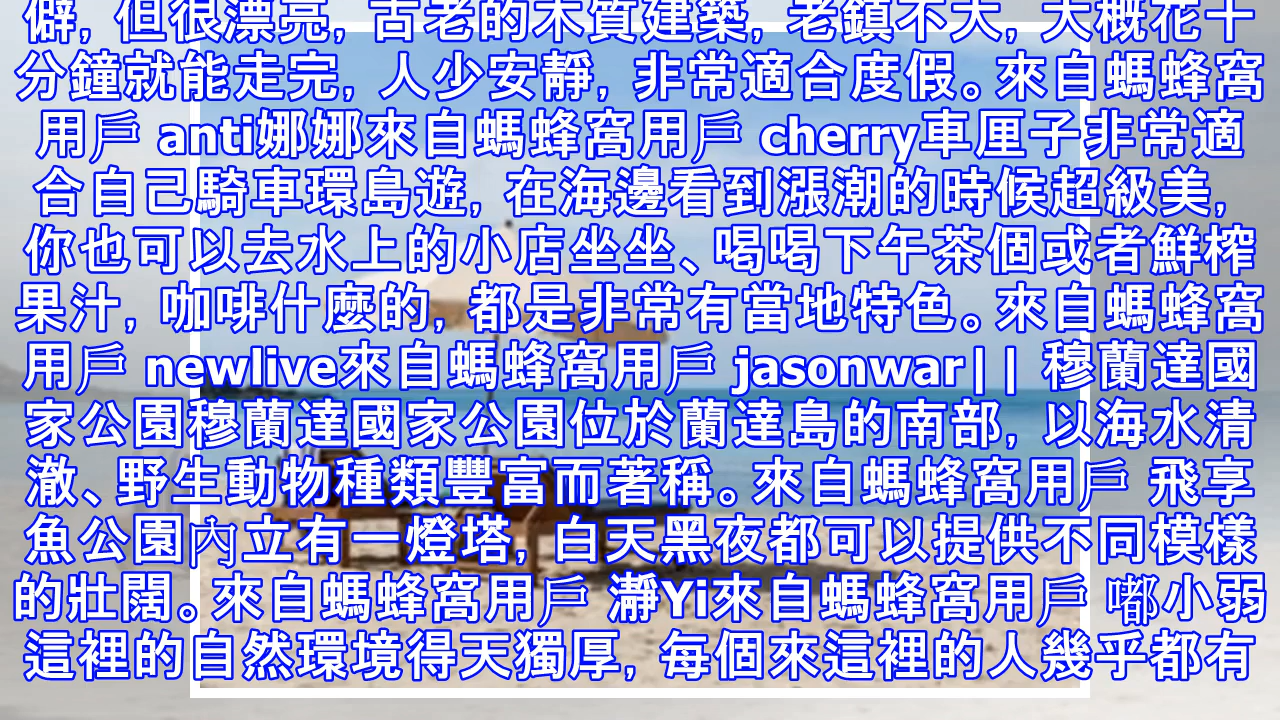 僻, 但很漂亮, 古老的木質建築, 老鎮不大, 大概花十
分鐘就能走完, 人少安靜, 非常適合度假。來自螞蜂窩
用戶 anti娜娜來自螞蜂窩用戶 cherry車厘子非常適
合自己騎車環島遊, 在海邊看到漲潮的時候超級美,
你也可以去水上的小店坐坐、喝喝下午茶個或者鮮榨
果汁, 咖啡什麼的, 都是非常有當地特色。來自螞蜂窩
用戶 newlive來自螞蜂窩用戶 jasonwar|| 穆蘭達國
家公園穆蘭達國家公園位於蘭達島的南部, 以海水清
澈、野生動物種類豐富而著稱。來自螞蜂窩用戶 飛享
魚公園內立有一燈塔, 白天黑夜都可以提供不同模樣
的壯闊。來自螞蜂窩用戶 瀞Yi來自螞蜂窩用戶 嘟小弱
這裡的自然環境得天獨厚, 每個來這裡的人幾乎都有